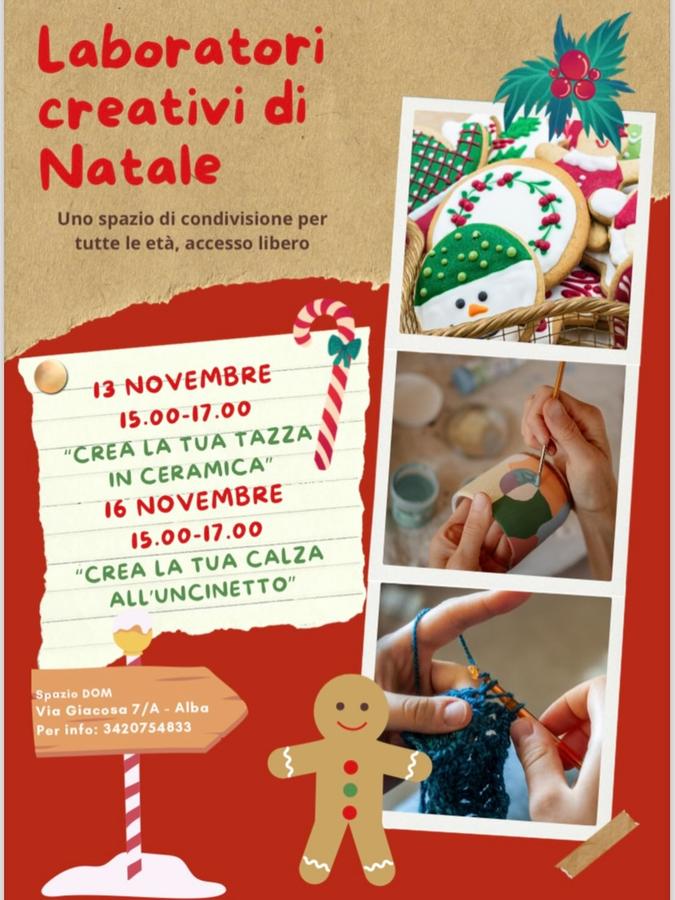 Laboratori
creativi di
Natale
Uno spazio di condivisione per
tutte le età, accesso libero
13 NOVEMBRE
15.00-17.00
“CREA LA TUA TAZZA
IN CERAMICA”
16 NOVEMBRE
15.00-17.00
“CREA LA TUA CALZA
ALL'UNCINETTO”
Spazio DOM
Via Giacosa 7/A - Alba
Per info: 3420754833